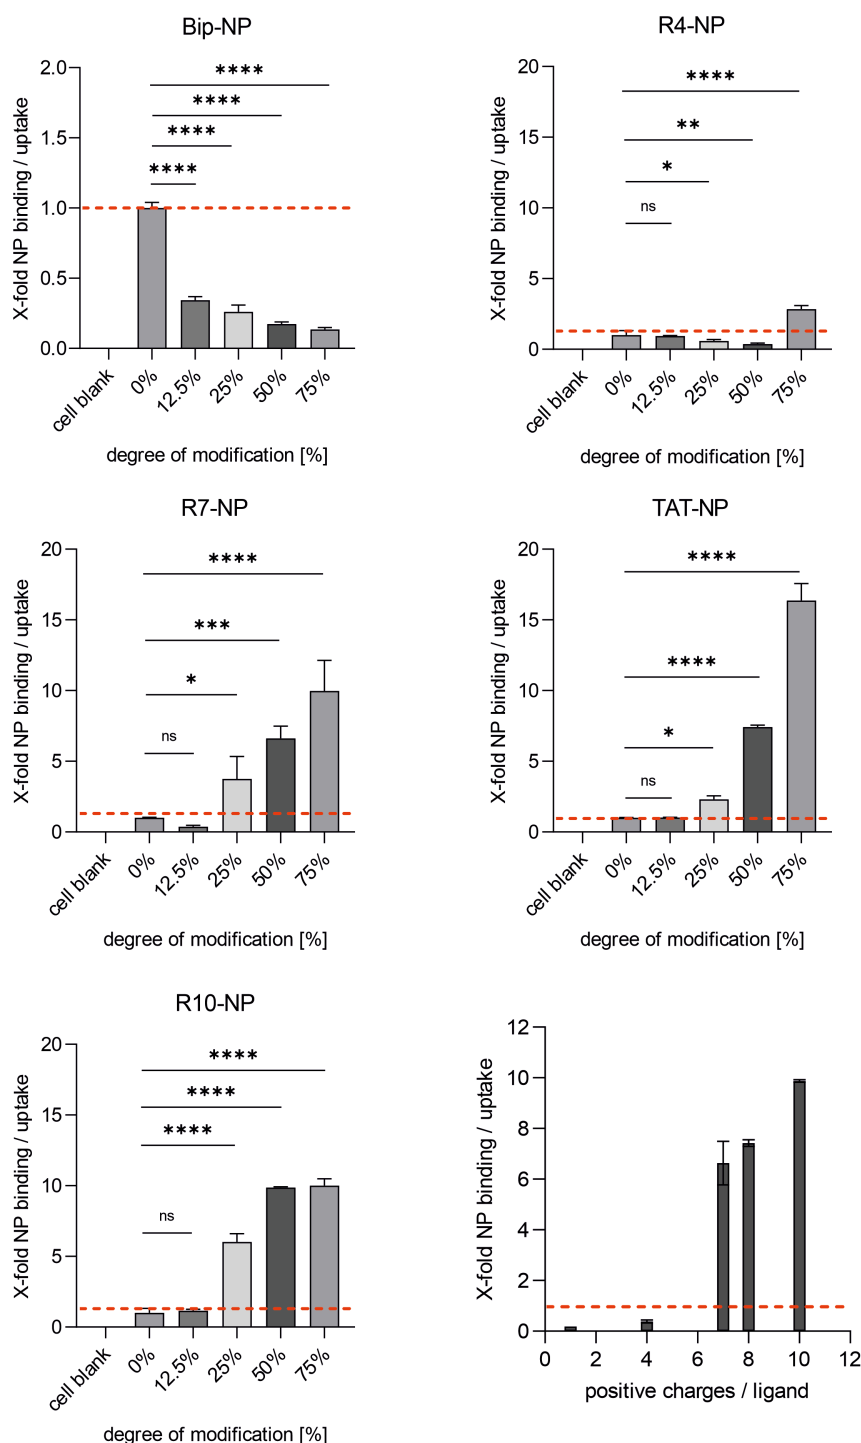 Bip-NP
X-fold NP binding / uptake
2.0
1.5
1.0
0.5
0.0
****
****
****
****
cell blank
0%
12.5%
25%
50%
75%
degree of modification [%]
R4-NP
X-fold NP binding / uptake
20
15
10
5
0
****
**
*
ns
cell blank
0%
12.5%
25%
50%
75%
degree of modification [%]
R7-NP
X-fold NP binding / uptake
20
15
10
5
0
****
***
*
ns
cell blank
0%
12.5%
25%
50%
75%
degree of modification [%]
TAT-NP
X-fold NP binding / uptake
20
15
10
5
0
****
****
*
ns
cell blank
0%
12.5%
25%
50%
75%
degree of modification [%]
R10-NP
X-fold NP binding / uptake
20
15
10
5
0
****
****
****
ns
cell blank
0%
12.5%
25%
50%
75%
degree of modification [%]
X-fold NP binding / uptake
12
10
8
6
4
2
0
0 2 4 6 8 10 12
positive charges / ligand